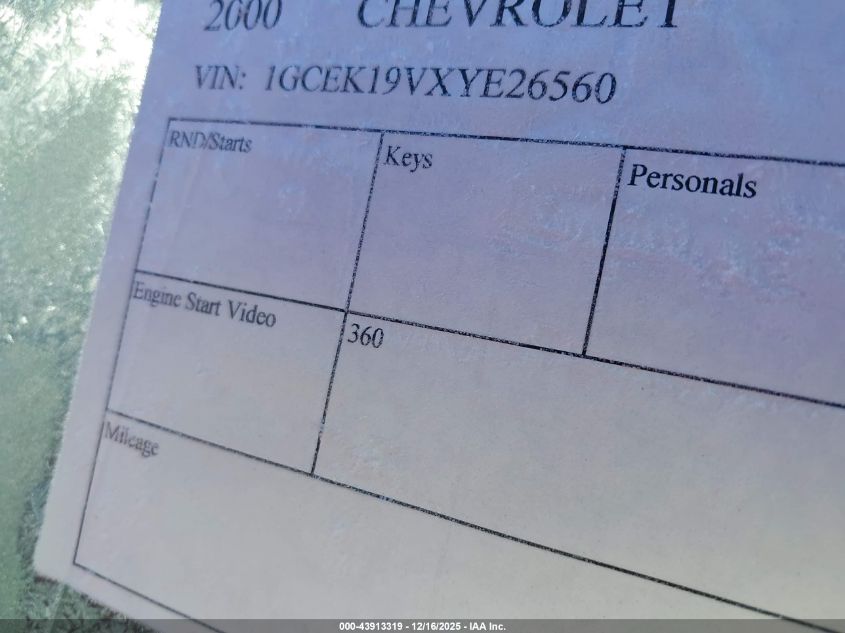 2000 CHEVROLET
VIN: 1GCEK19VXYE26560
RND/Starts
Keys
Personals
Engine Start Video
360
Mileage
000-43913319 - 12/16/2025 - IAA Inc.